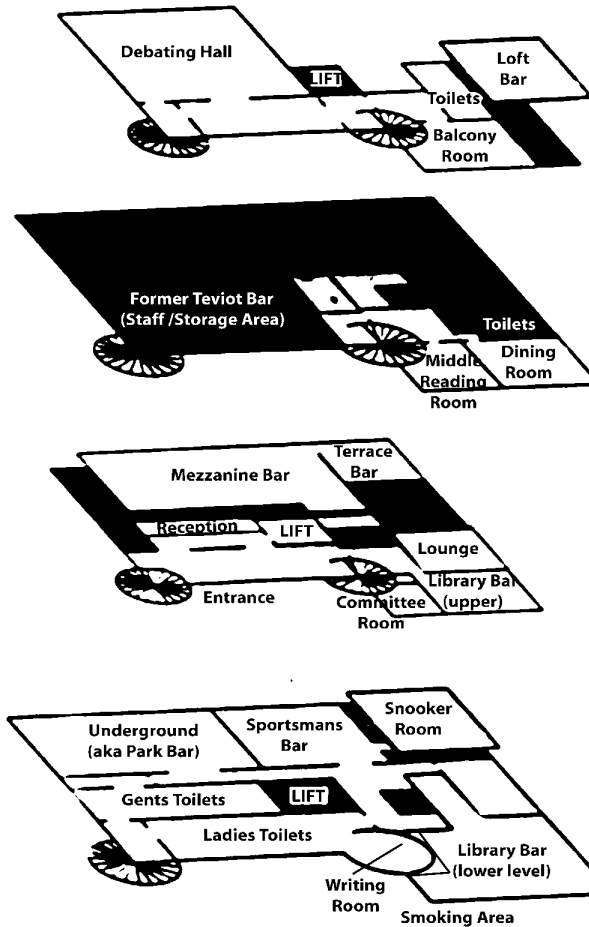 Debating Hall
LIFT
Loft
Bar
Toilets
Balcony
Room
Former Teviot Bar
(Staff /Storage Area)
Toilets
Middle
Reading
Room
Dining
Room
Mezzanine Bar
Terrace
Bar
Reception
LIFT
Lounge
Entrance
Committee
Room
Library Bar
(upper)
Underground
(aka Park Bar)
Sportsmans
Bar
Snooker
Room
Gents Toilets
LIFT
Ladies Toilets
Writing
Room
Library Bar
(lower level)
Smoking Area